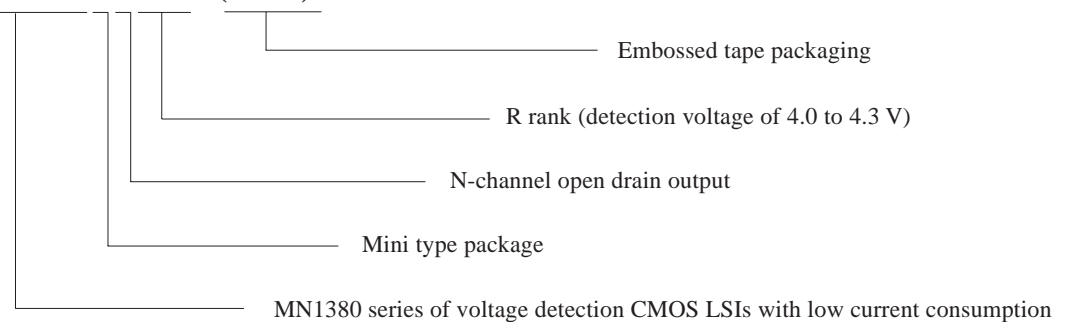 Embossed tape packaging
R rank (detection voltage of 4.0 to 4.3 V)
N-channel open drain output
Mini type package
MN1380 series of voltage detection CMOS LSIs with low current consumption